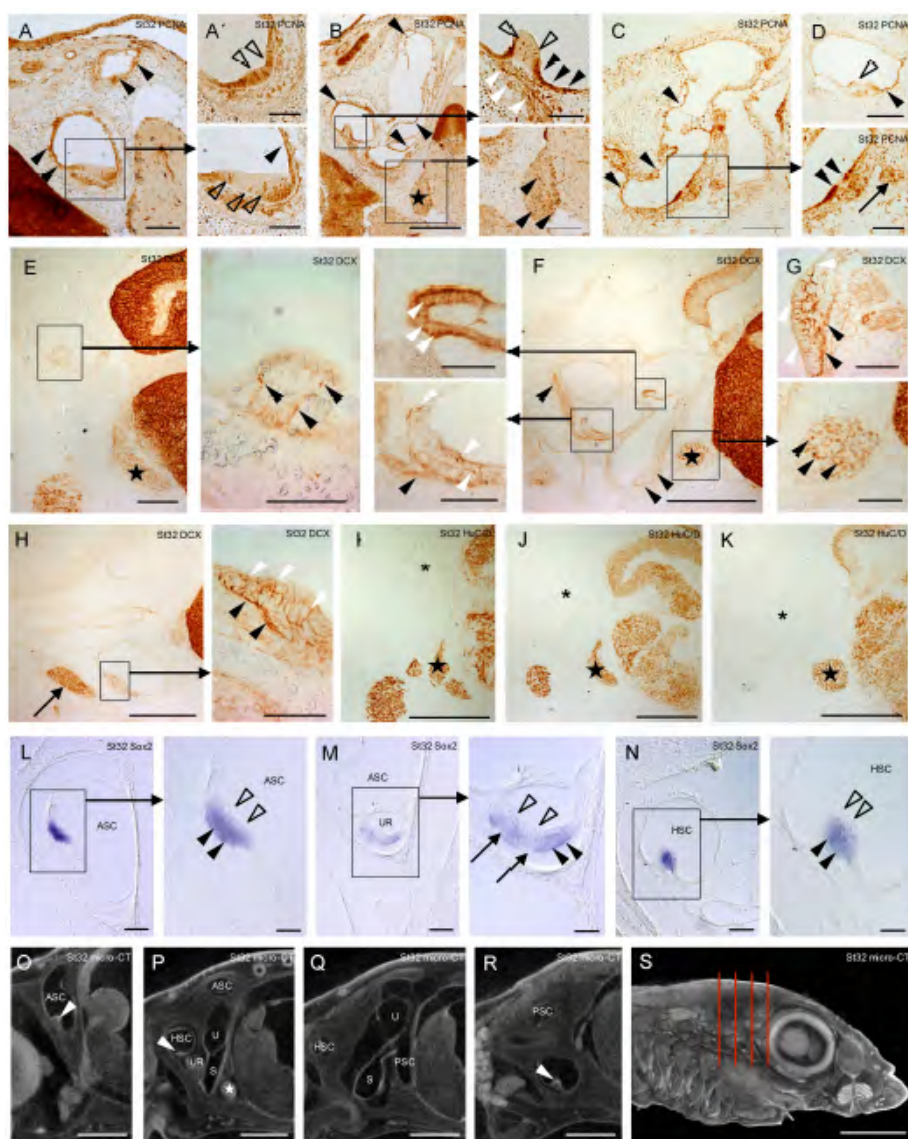 A St32 PCNA
A' 
B St32 PCNA
C St32 PCNA
D St32 PCNA
St32 PCNA
E St32 DCX
F
G St32 DCX
H St32 DCX
St32 DCX
I St32 HuC/D
J St32 HuC/D
K St32 HuC/D
L St32 Sox2
ASC
ASC
M St32 Sox2
ASC
UR
N St32 Sox2
HSC
HSC
O St32 micro-CT
ASC
P St32 micro-CT
ASC
HSC
U
UR
S
Q St32 micro-CT
U
HSC
S
PSC
R St32 micro-CT
PSC
S St32 micro-CT